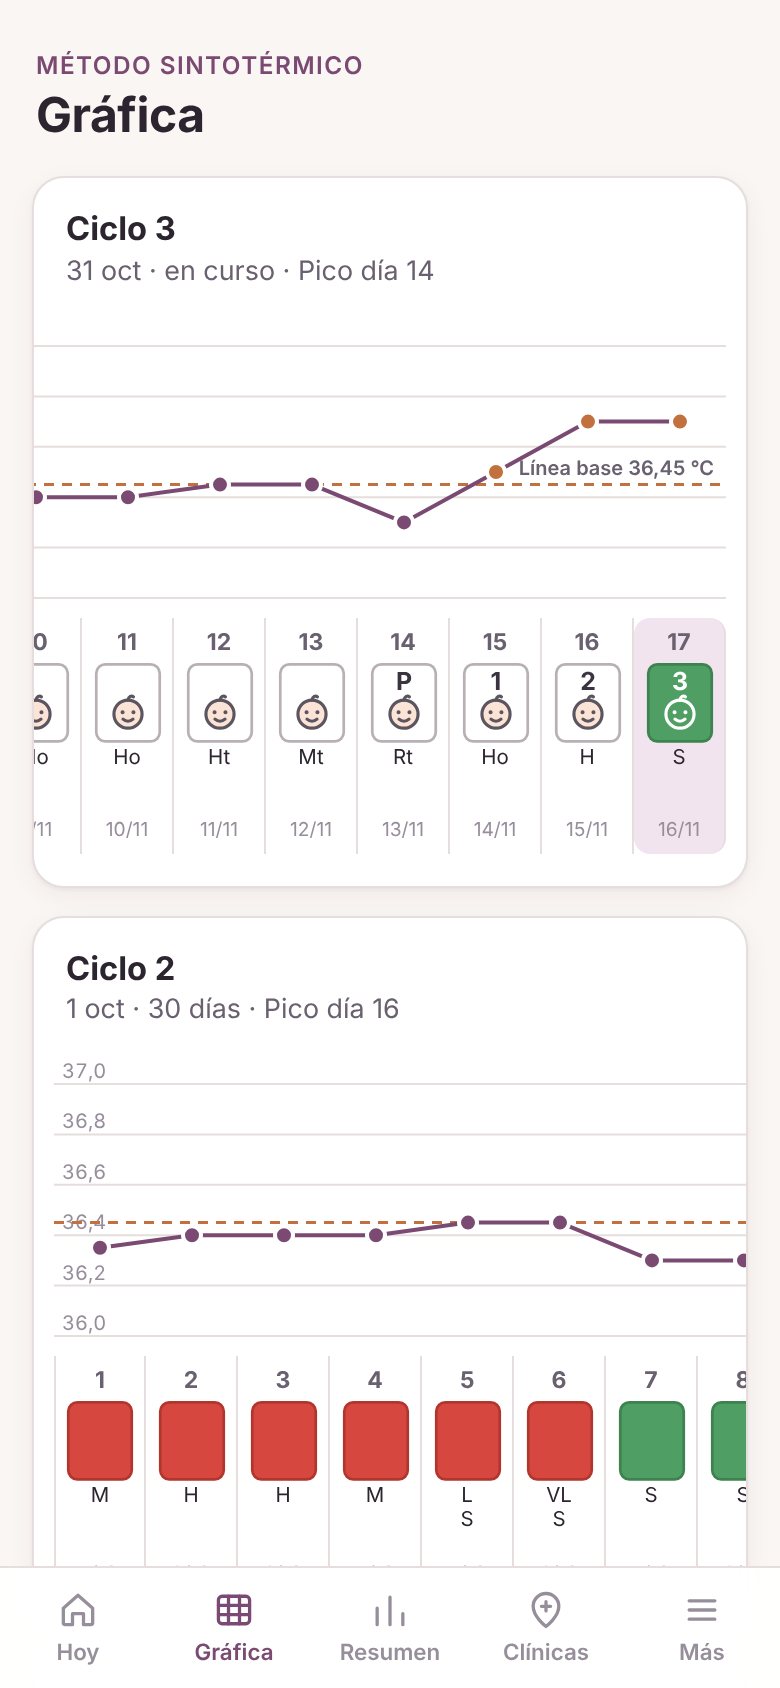 MÉTODO SINTOTÉRMICO
Gráfica
Ciclo 3
31 oct · en curso · Pico día 14
Línea base 36,45 °C
0 11 12 13 14 15 16 17
P 1 2 3
lo Ho Ht Mt Rt Ho H S
/11 10/11 11/11 12/11 13/11 14/11 15/11 16/11
Ciclo 2
1 oct · 30 días · Pico día 16
37,0
36,8
36,6
36,4
36,2
36,0
1 2 3 4 5 6 7 8
M H H M L VL S S
S S
Hoy Gráfica Resumen Clínicas Más